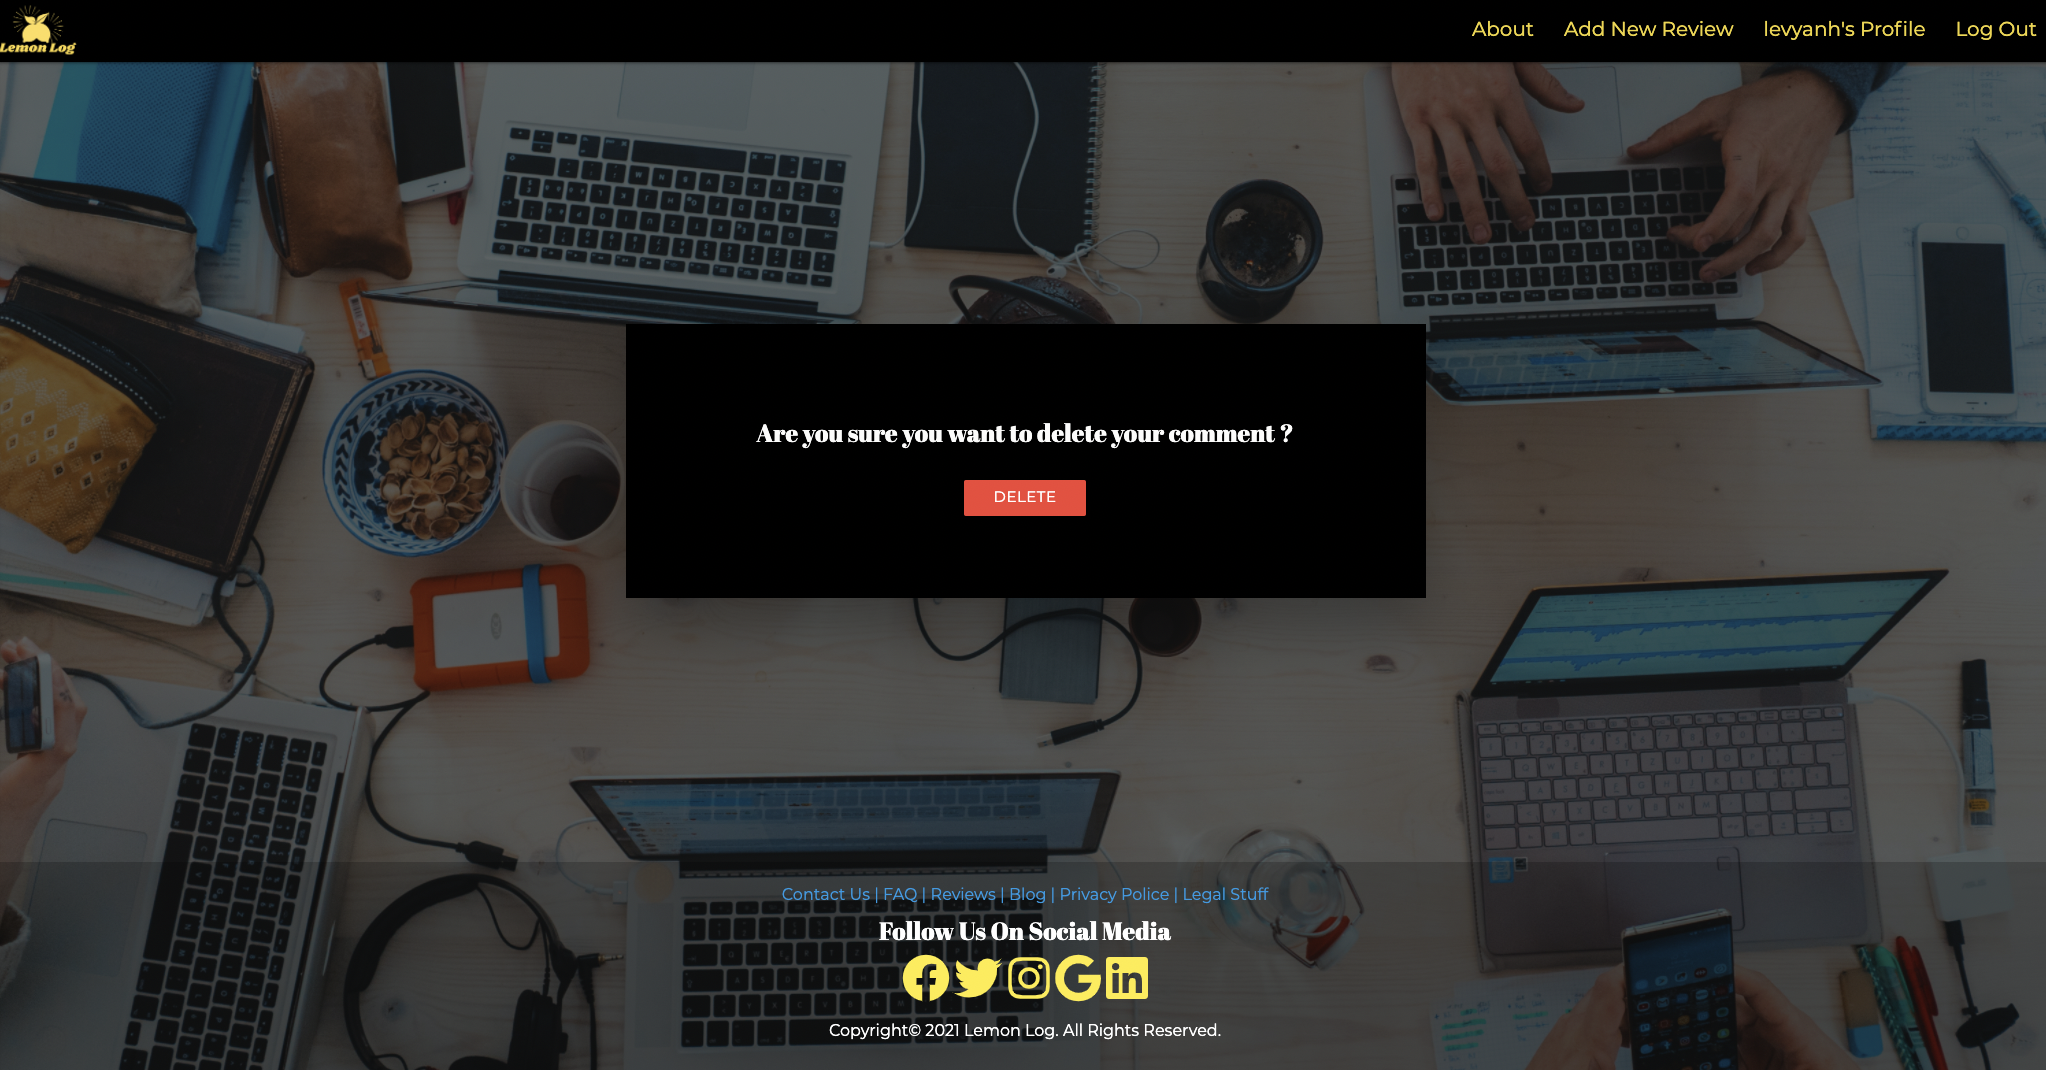 Lemon Log
About Add New Review levyanh's Profile Log Out
Are you sure you want to delete your comment ?
DELETE
Contact Us | FAQ | Reviews | Blog | Privacy Police | Legal Stuff
Follow Us On Social Media
Copyright© 2021 Lemon Log. All Rights Reserved.